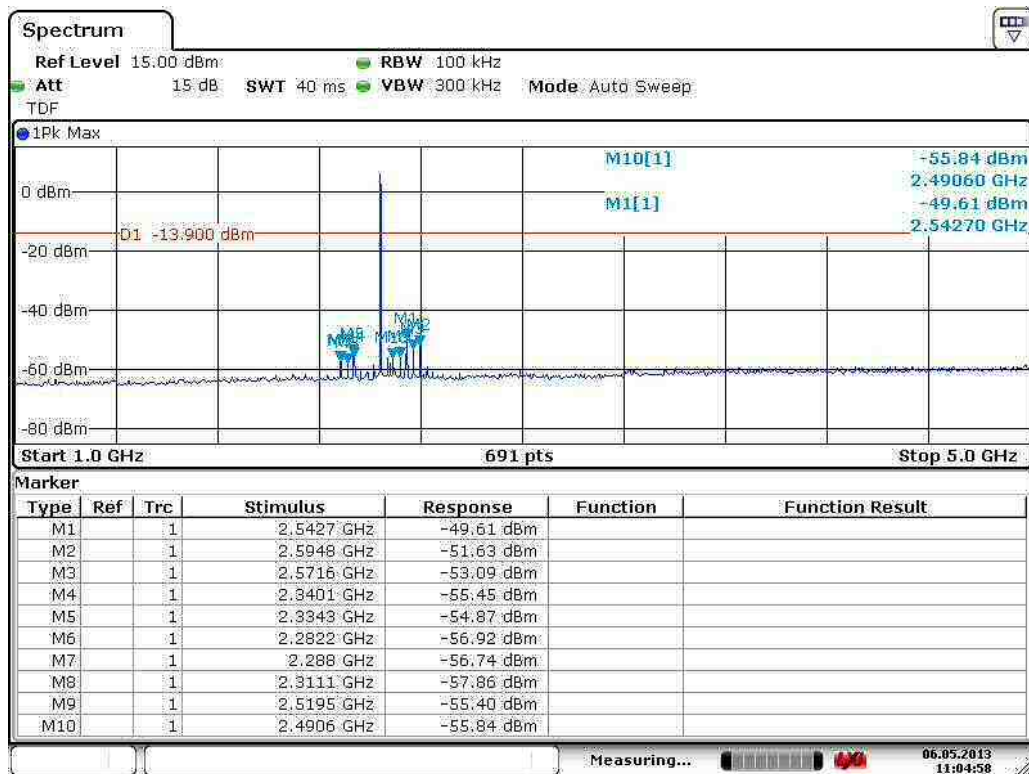 Spectrum
Ref Level 15.00 dBm RBW 100 kHz
Att 15 dB SWT 40 ms VBW 300 kHz Mode Auto Sweep
TDF
1Pk Max
M10[1] -55.84 dBm
2.49060 GHz
M1[1] -49.61 dBm
2.54270 GHz
0 dBm
D1 -13.900 dBm
-20 dBm
-40 dBm
-60 dBm
-80 dBm
Start 1.0 GHz 691 pts Stop 5.0 GHz
Marker
Type Ref Trc Stimulus Response Function Function Result
M1 1 2.5427 GHz -49.61 dBm
M2 1 2.5948 GHz -51.63 dBm
M3 1 2.5716 GHz -53.09 dBm
M4 1 2.3401 GHz -55.45 dBm
M5 1 2.3343 GHz -54.87 dBm
M6 1 2.2822 GHz -56.92 dBm
M7 1 2.288 GHz -56.74 dBm
M8 1 2.3111 GHz -57.86 dBm
M9 1 2.5195 GHz -55.40 dBm
M10 1 2.4906 GHz -55.84 dBm
Measuring... 06.05.2013
11:04:58